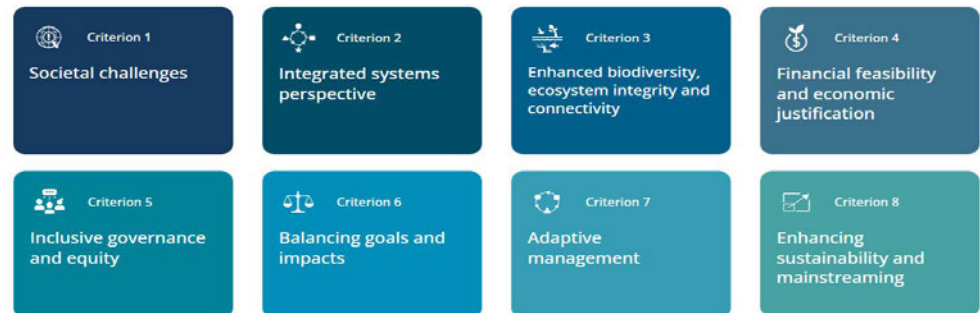 Criterion 1
Societal challenges
Criterion 2
Integrated systems
perspective
Criterion 3
Enhanced biodiversity,
ecosystem integrity and
connectivity
Criterion 4
Financial feasibility
and economic
justification
Criterion 5
Inclusive governance
and equity
Criterion 6
Balancing goals and
impacts
Criterion 7
Adaptive
management
Criterion 8
Enhancing
sustainability and
mainstreaming